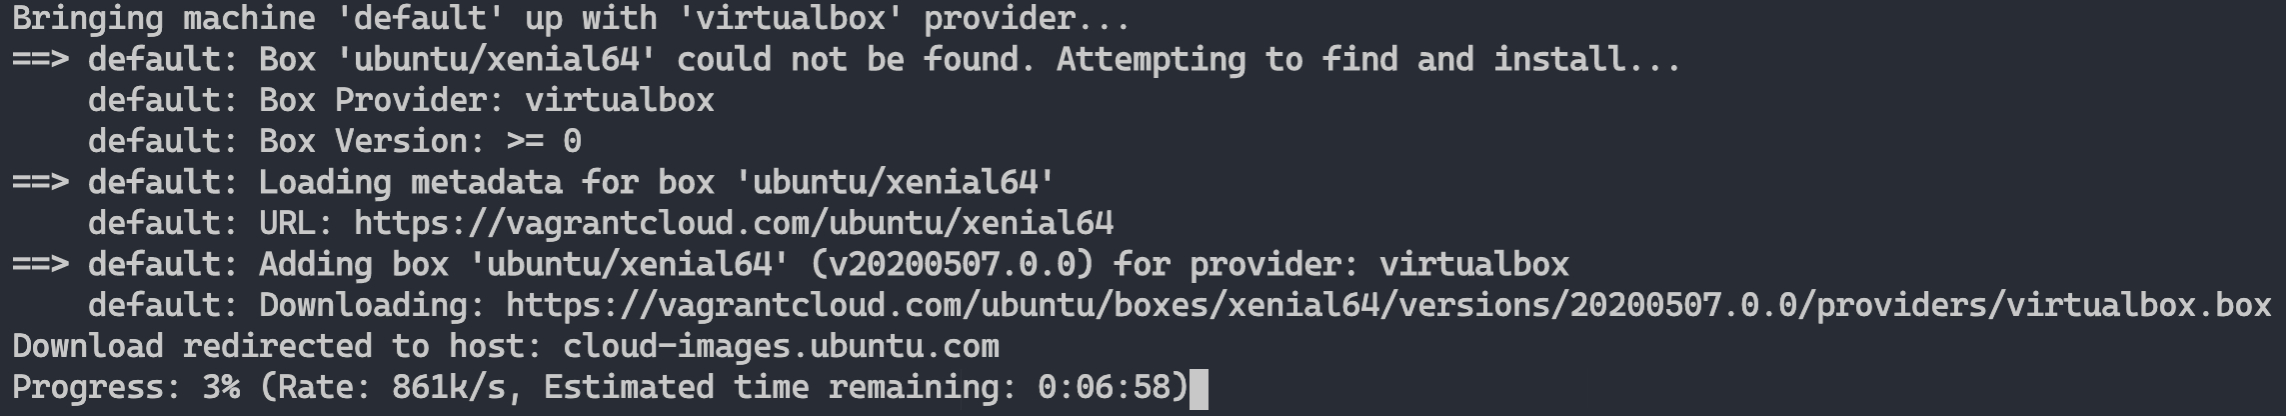 Bringing machine 'default' up with 'virtualbox' provider...
==> default: Box 'ubuntu/xenial64' could not be found. Attempting to find and install...
    default: Box Provider: virtualbox
    default: Box Version: >= 0
==> default: Loading metadata for box 'ubuntu/xenial64'
    default: URL: https://vagrantcloud.com/ubuntu/xenial64
==> default: Adding box 'ubuntu/xenial64' (v20200507.0.0) for provider: virtualbox
    default: Downloading: https://vagrantcloud.com/ubuntu/boxes/xenial64/versions/20200507.0.0/providers/virtualbox.box
Download redirected to host: cloud-images.ubuntu.com
Progress: 3% (Rate: 861k/s, Estimated time remaining: 0:06:58)